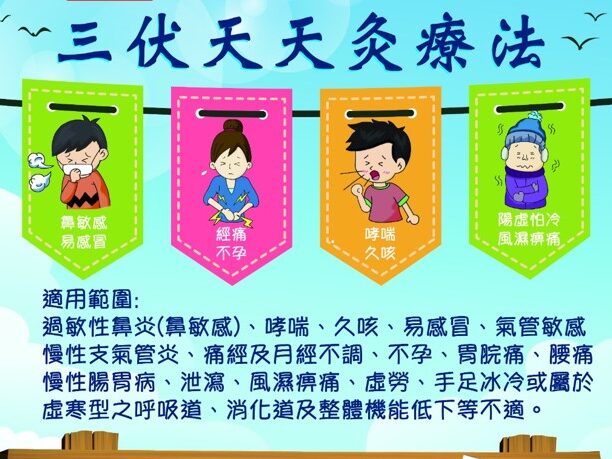 三伏天天灸療法
鼻敏感
易感冒
經痛
不孕
哮喘
久咳
陽虛怕冷
風濕痹痛
適用範圍:
過敏性鼻炎(鼻敏感)、哮喘、久咳、易感冒、氣管敏感
慢性支氣管炎、痛經及月經不調、不孕、胃脘痛、腰痛
慢性腸胃病、泄瀉、風濕痹痛、虛勞、手足冰冷或屬於
虛寒型之呼吸道、消化道及整體機能低下等不適。